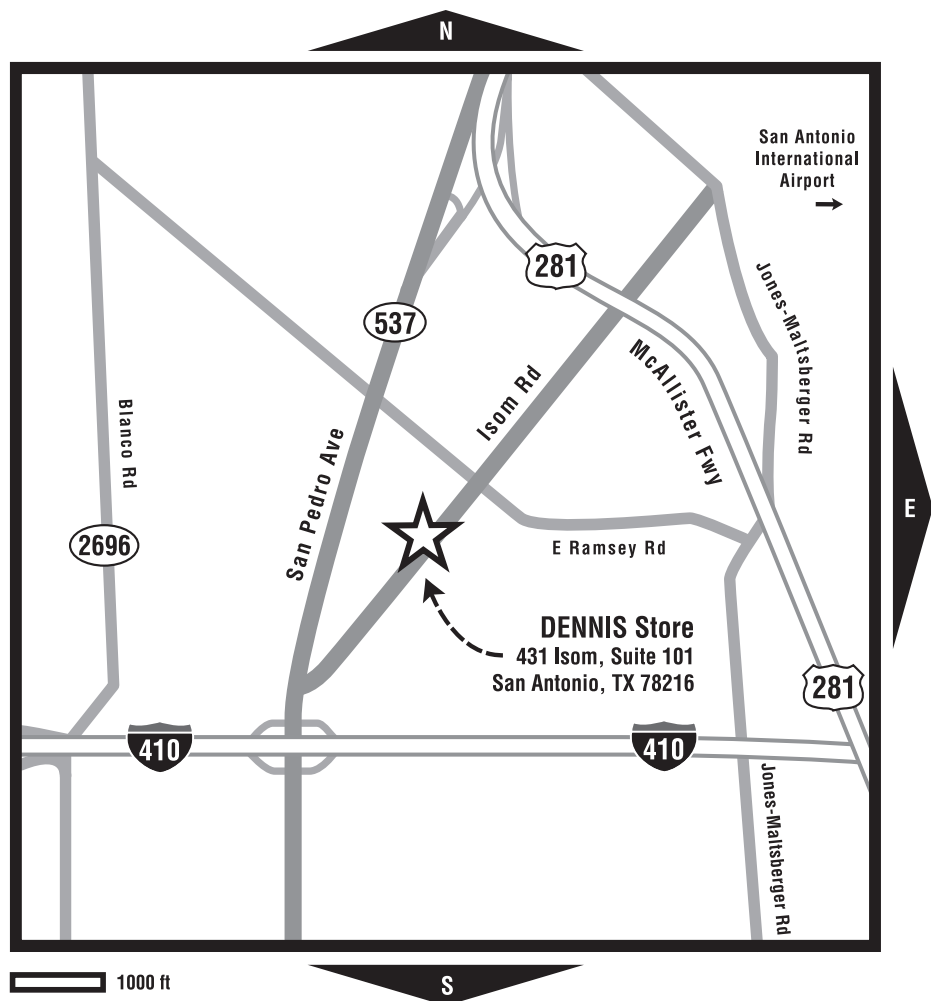 N
San Antonio
International
Airport
281
Jones-Maltsberger Rd
537
McAllister Fwy
Isom Rd
Blanco Rd
San Pedro Ave
E
2696
E Ramsey Rd
DENNIS Store
431 Isom, Suite 101
San Antonio, TX 78216
281
410
410
Jones-Maltsberger Rd
1000 ft
S